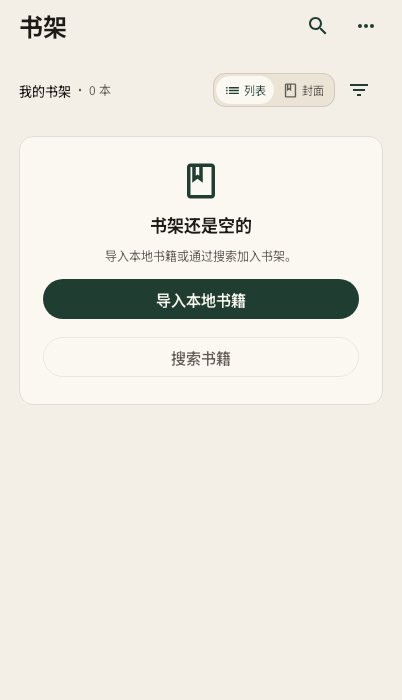 书架
我的书架 · 0 本
列表
封面
书架还是空的
导入本地书籍或通过搜索加入书架。
导入本地书籍
搜索书籍